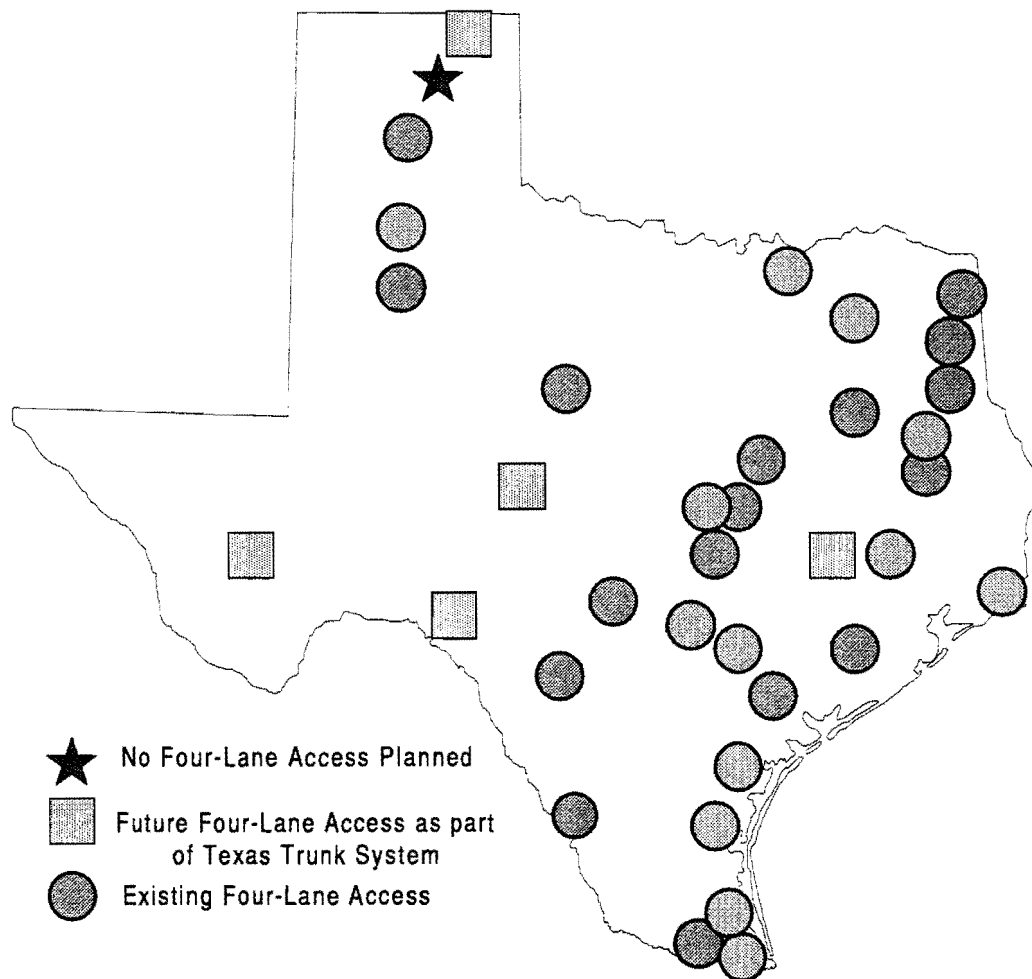 No Four-Lane Access Planned
Future Four-Lane Access as part
of Texas Trunk System
Existing Four-Lane Access